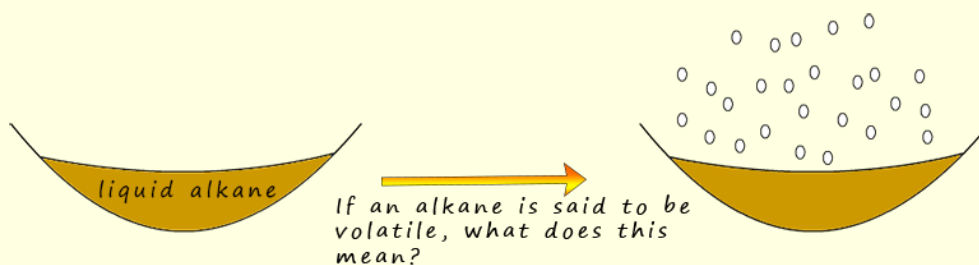 liquid alkane
If an alkane is said to be
volatile, what does this
mean?